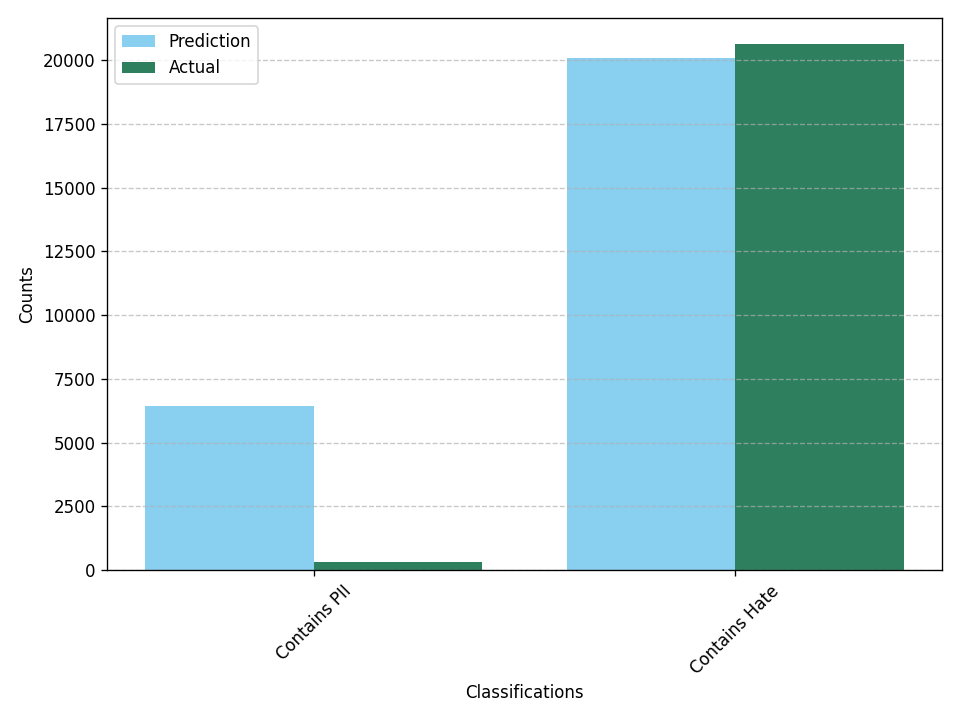 Prediction
Actual
20000
17500
15000
12500
10000
7500
5000
2500
0
Counts
Contains PII
Contains Hate
Classifications